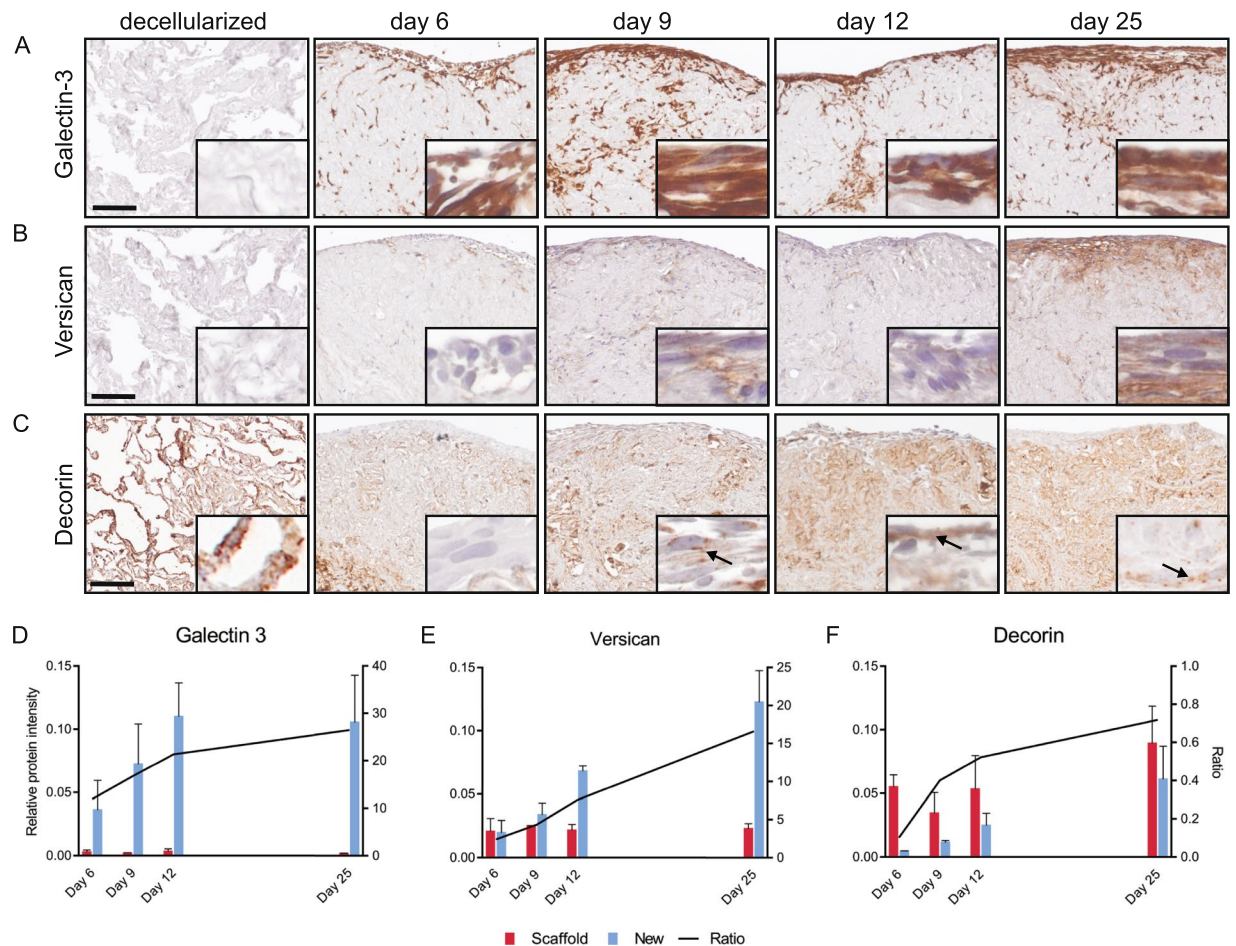 decellularized day 6 day 9 day 12 day 25
A
Galectin-3
B
Versican
C
Decorin
D Galectin 3
Relative protein intensity
0.15
0.10
0.05
0.00
40
30
20
10
0
Day 6 Day 9 Day 12 Day 25
E Versican
0.15
0.10
0.05
0.00
25
20
15
10
5
0
Day 6 Day 9 Day 12 Day 25
F Decorin
0.15
0.10
0.05
0.00
1.0
0.8
0.6
0.4
0.2
0.0
Ratio
Day 6 Day 9 Day 12 Day 25
Scaffold New Ratio